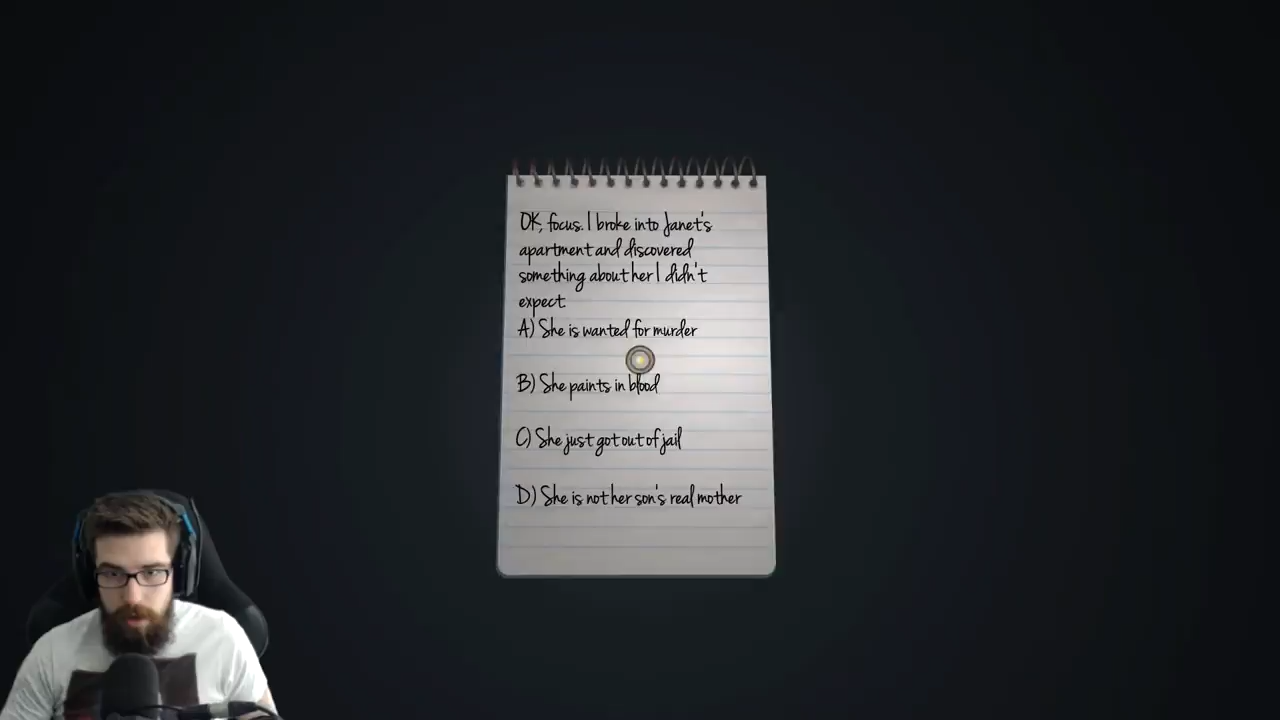 OK, focus. I broke into Janet's
apartment and discovered
something about her I didn't
expect.
A) She is wanted for murder
B) She paints in blood
C) She just got out of jail
D) She is not her son's real mother